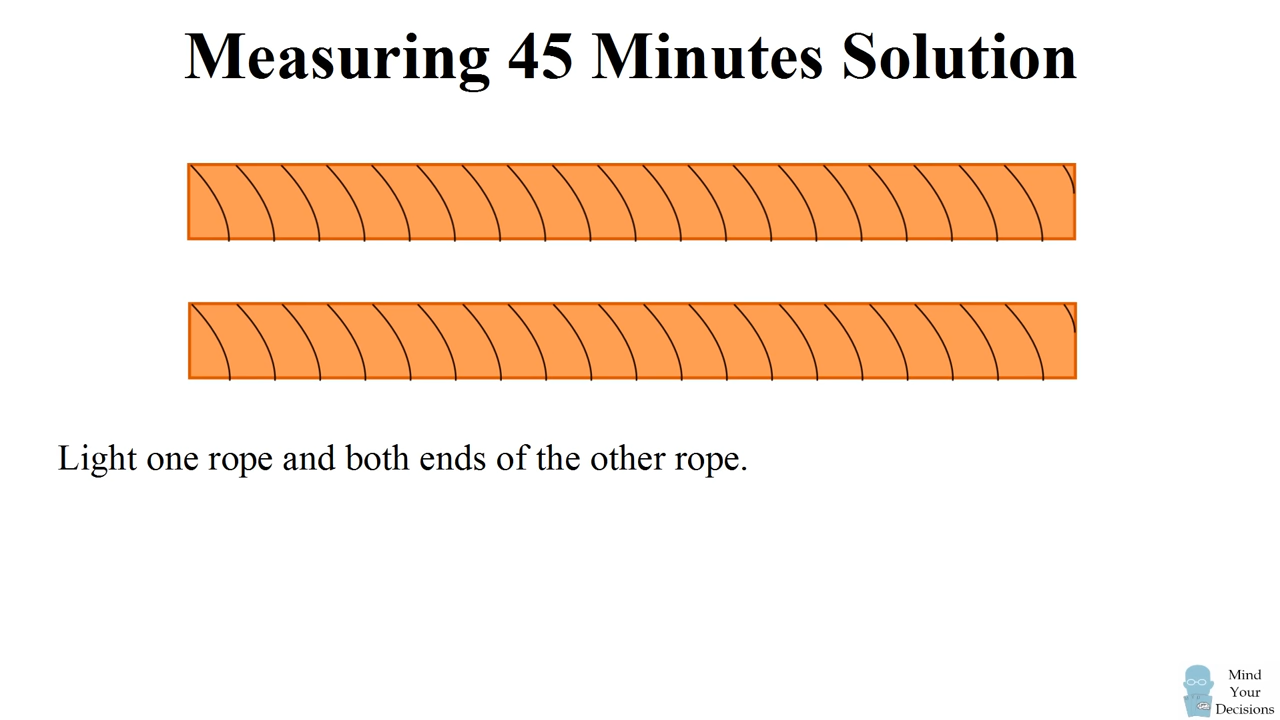 Measuring 45 Minutes Solution
Light one rope and both ends of the other rope.
Mind
Your
Decisions